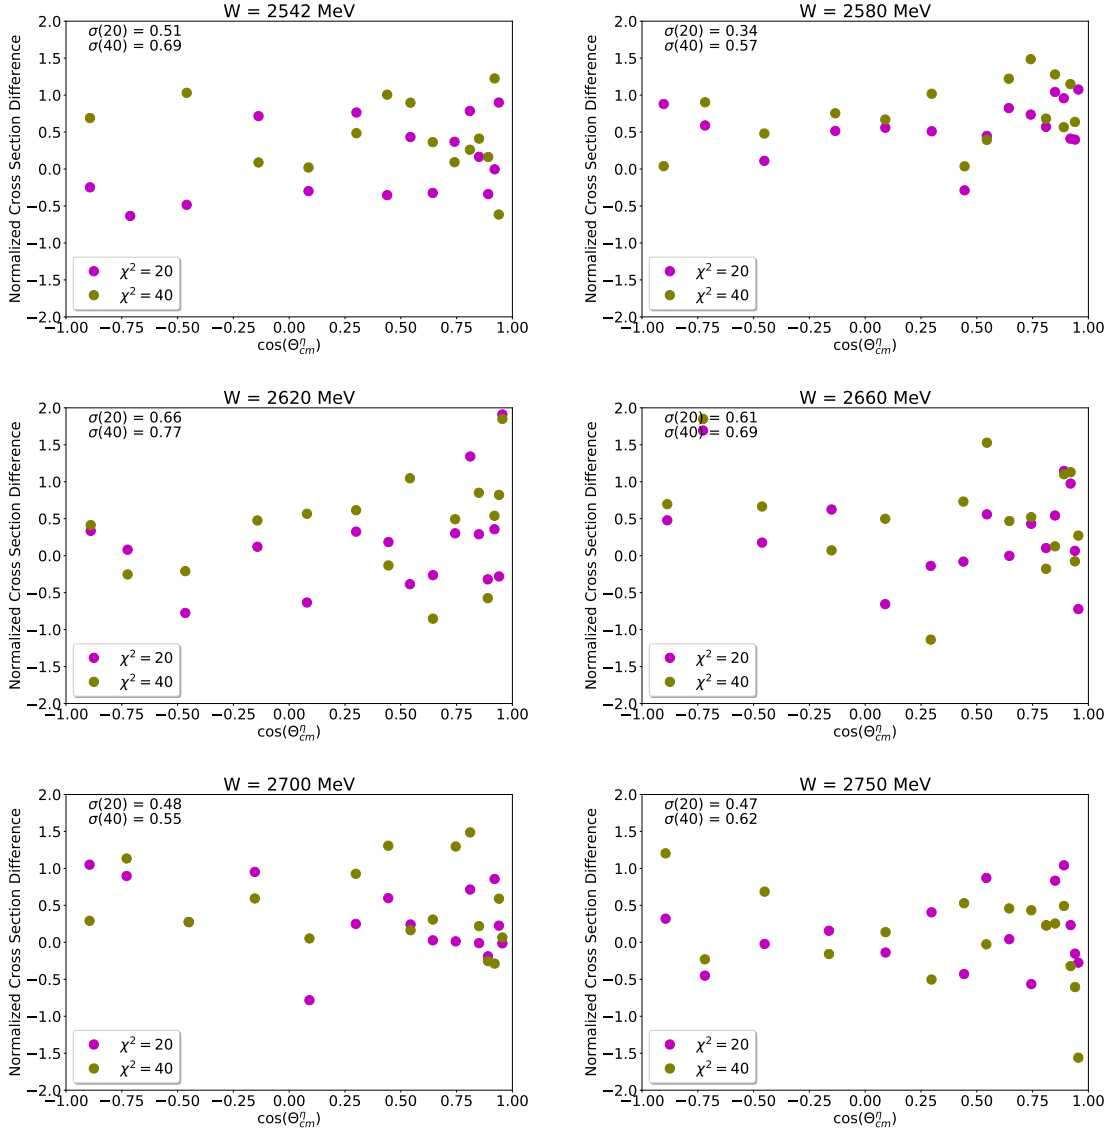 W = 2542 MeV
σ(20) = 0.51
σ(40) = 0.69
Normalized Cross Section Difference
2.0
1.5
1.0
0.5
0.0
−0.5
−1.0
−1.5
−2.0
χ² = 20
χ² = 40
−1.00 −0.75 −0.50 −0.25 0.00 0.25 0.50 0.75 1.00
cos(Θ^η_cm)
W = 2580 MeV
σ(20) = 0.34
σ(40) = 0.57
Normalized Cross Section Difference
2.0
1.5
1.0
0.5
0.0
−0.5
−1.0
−1.5
−2.0
χ² = 20
χ² = 40
−1.00 −0.75 −0.50 −0.25 0.00 0.25 0.50 0.75 1.00
cos(Θ^η_cm)
W = 2620 MeV
σ(20) = 0.66
σ(40) = 0.77
Normalized Cross Section Difference
2.0
1.5
1.0
0.5
0.0
−0.5
−1.0
−1.5
−2.0
χ² = 20
χ² = 40
−1.00 −0.75 −0.50 −0.25 0.00 0.25 0.50 0.75 1.00
cos(Θ^η_cm)
W = 2660 MeV
σ(20) = 0.61
σ(40) = 0.69
Normalized Cross Section Difference
2.0
1.5
1.0
0.5
0.0
−0.5
−1.0
−1.5
−2.0
χ² = 20
χ² = 40
−1.00 −0.75 −0.50 −0.25 0.00 0.25 0.50 0.75 1.00
cos(Θ^η_cm)
W = 2700 MeV
σ(20) = 0.48
σ(40) = 0.55
Normalized Cross Section Difference
2.0
1.5
1.0
0.5
0.0
−0.5
−1.0
−1.5
−2.0
χ² = 20
χ² = 40
−1.00 −0.75 −0.50 −0.25 0.00 0.25 0.50 0.75 1.00
cos(Θ^η_cm)
W = 2750 MeV
σ(20) = 0.47
σ(40) = 0.62
Normalized Cross Section Difference
2.0
1.5
1.0
0.5
0.0
−0.5
−1.0
−1.5
−2.0
χ² = 20
χ² = 40
−1.00 −0.75 −0.50 −0.25 0.00 0.25 0.50 0.75 1.00
cos(Θ^η_cm)